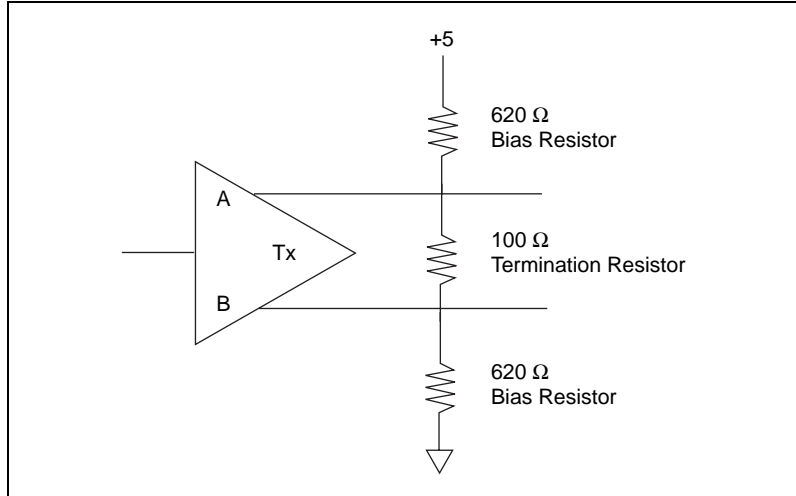 +5
620 Ω
Bias Resistor
A
100 Ω
Tx
Termination Resistor
B
620 Ω
Bias Resistor